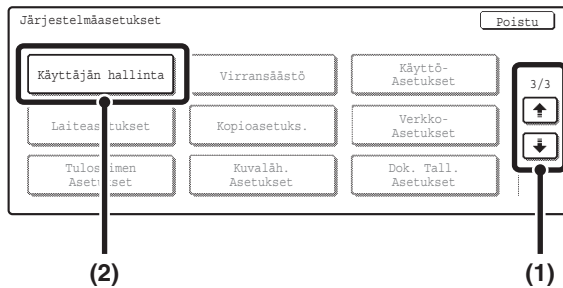 Järjestelmäasetukset
Poistu
Käyttäjän hallinta
Virransäästö
Käyttö-
Asetukset
3/3
Laiteasetukset
Kopioasetuks.
Verkko-
Asetukset
Tulostimen
Asetukset
Kuvaläh.
Asetukset
Dok. Tall.
Asetukset
(2)
(1)